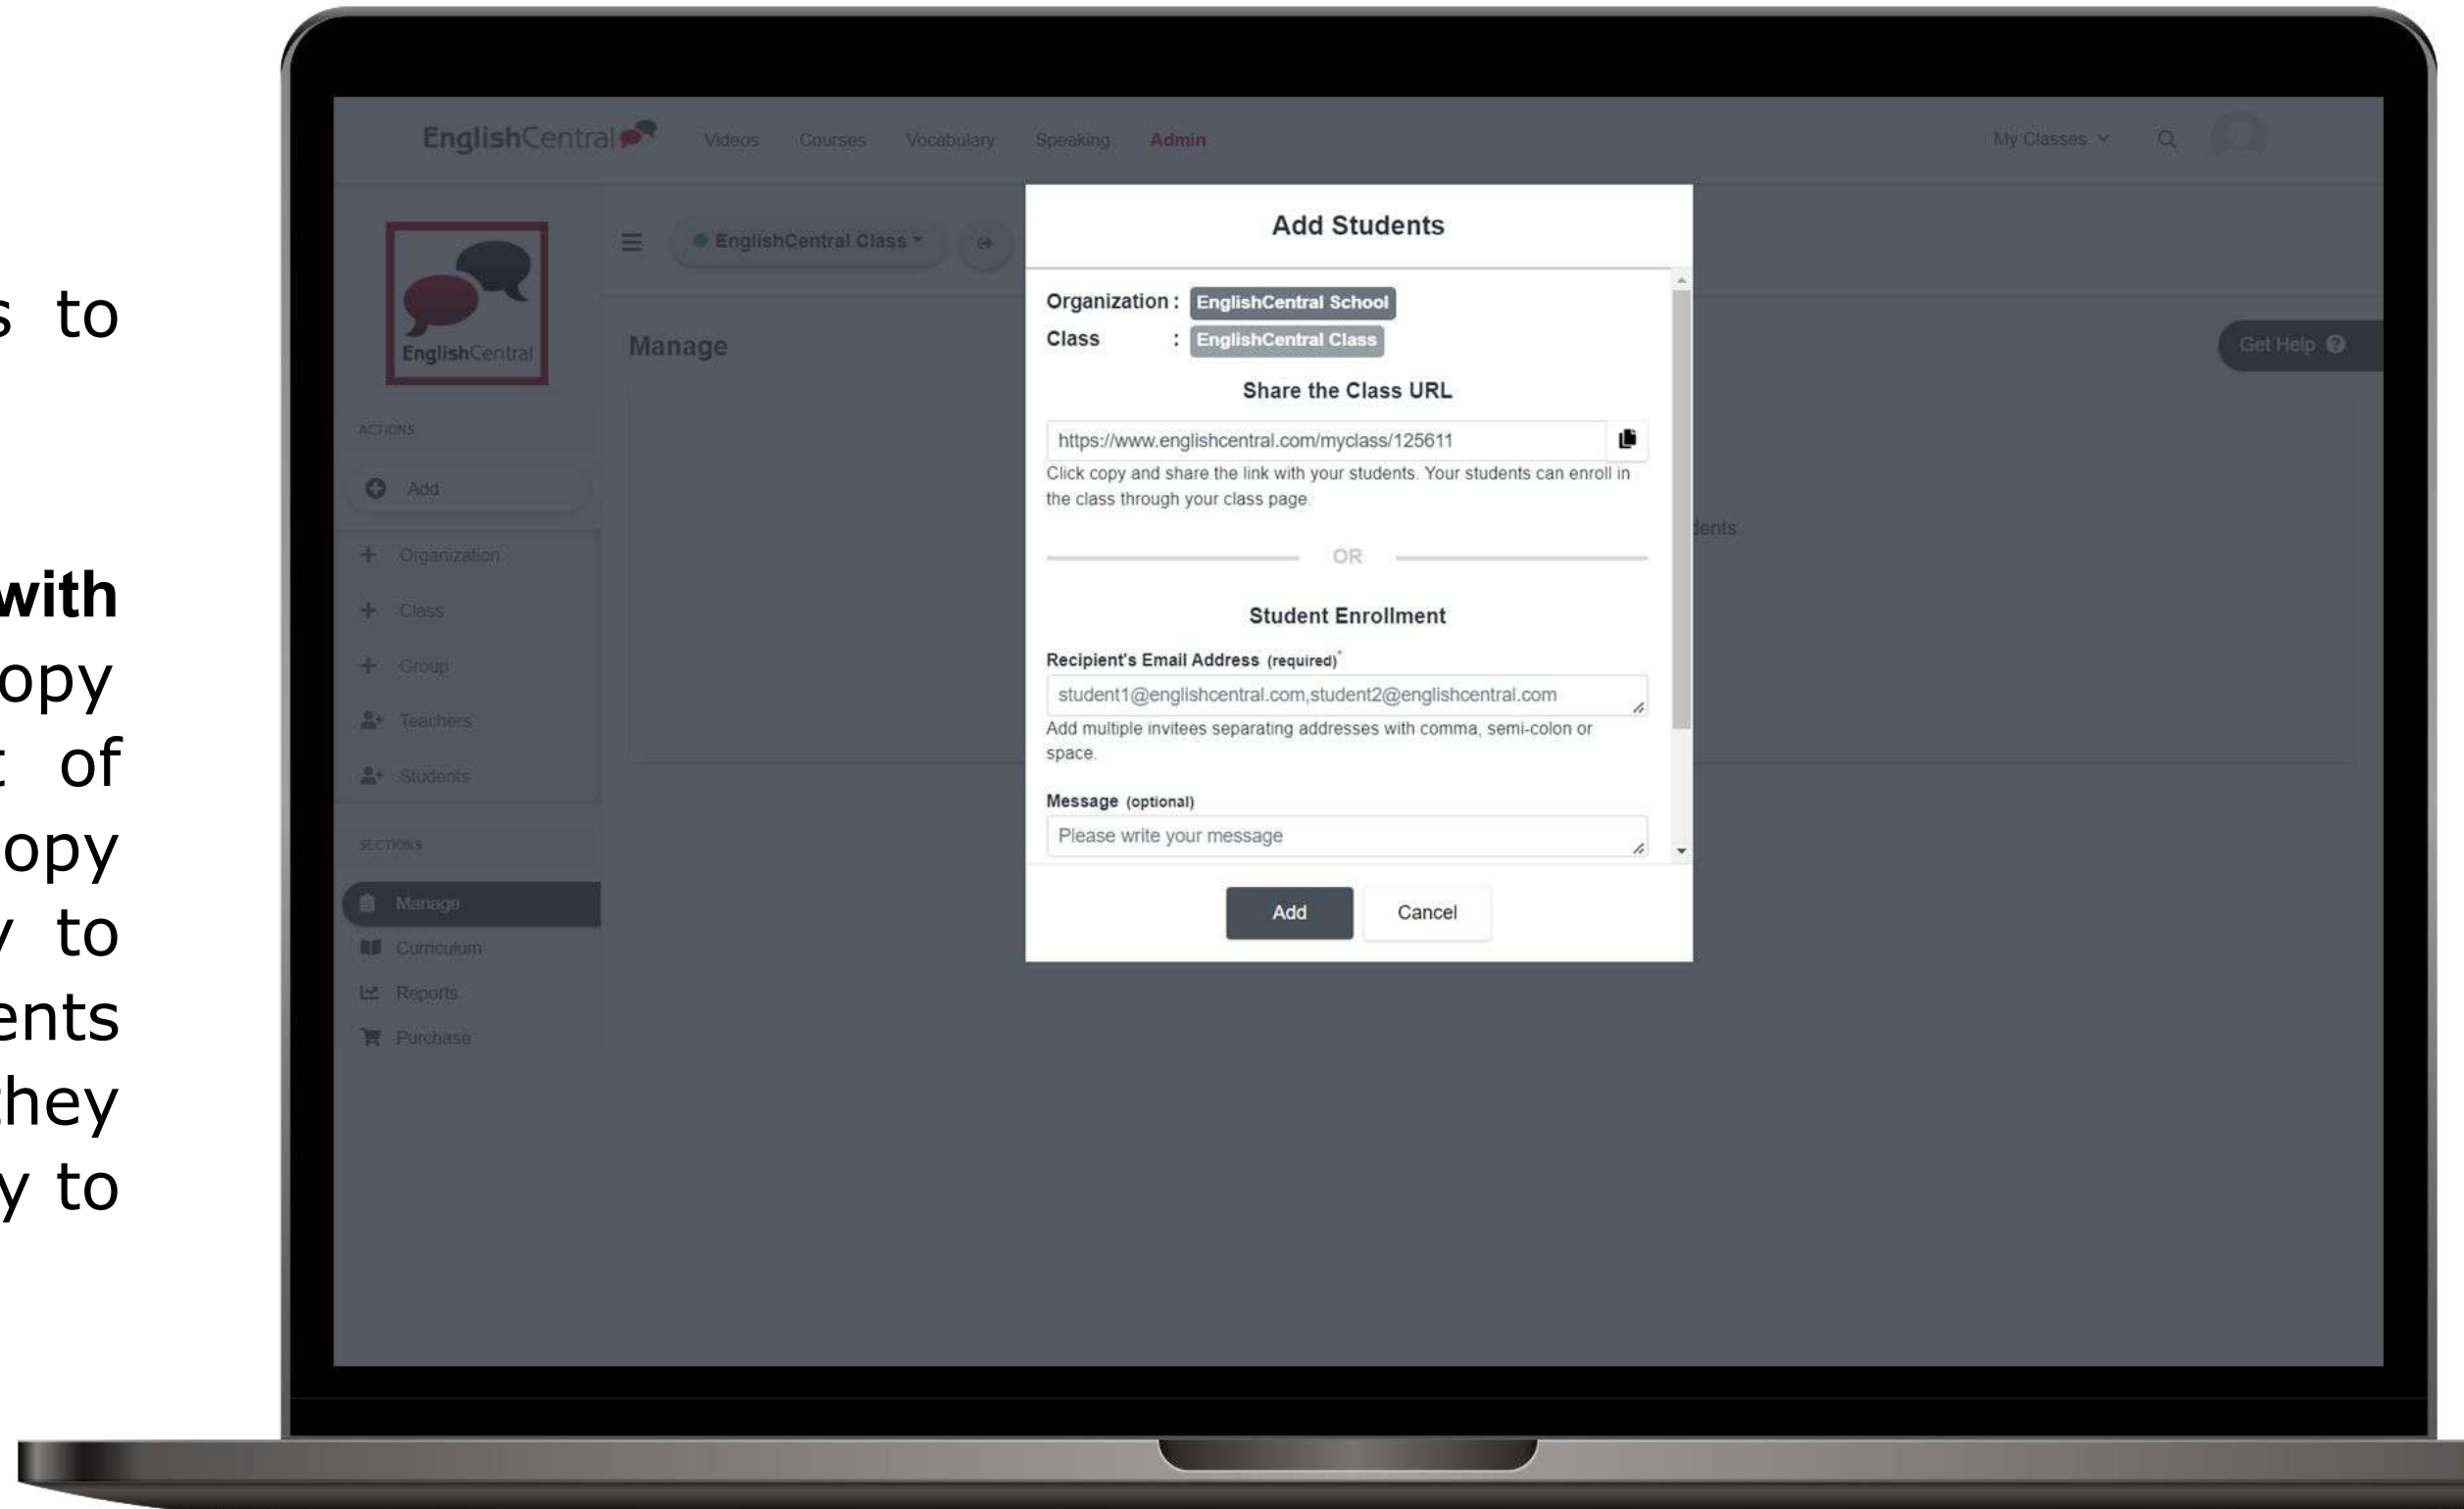 s to
with
opy
of
opy
y to
ents
they
y to
EnglishCentral
Videos Courses Vocabulary Speaking Admin
My Classes
EnglishCentral
ACTIONS
Add
Organization
Class
Group
Teachers
Students
SECTIONS
Manage
Curriculum
Reports
Purchase
EnglishCentral Class
Manage
Get Help ?
dents
Add Students
Organization : EnglishCentral School
Class : EnglishCentral Class
Share the Class URL
https://www.englishcentral.com/myclass/125611
Click copy and share the link with your students. Your students can enroll in
the class through your class page.
OR
Student Enrollment
Recipient's Email Address (required)*
student1@englishcentral.com,student2@englishcentral.com
Add multiple invitees separating addresses with comma, semi-colon or
space.
Message (optional)
Please write your message
Add Cancel